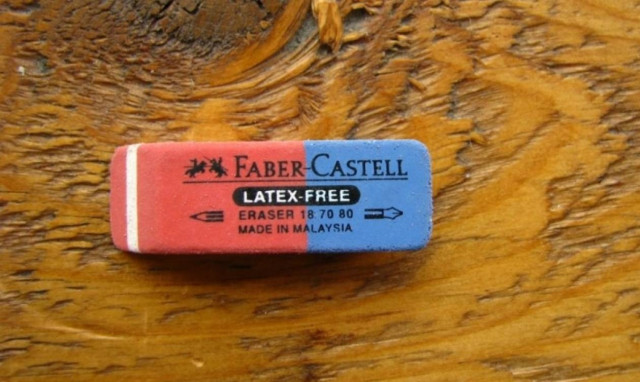 FABER-CASTELL
LATEX-FREE
ERASER 18 70 80
MADE IN MALAYSIA